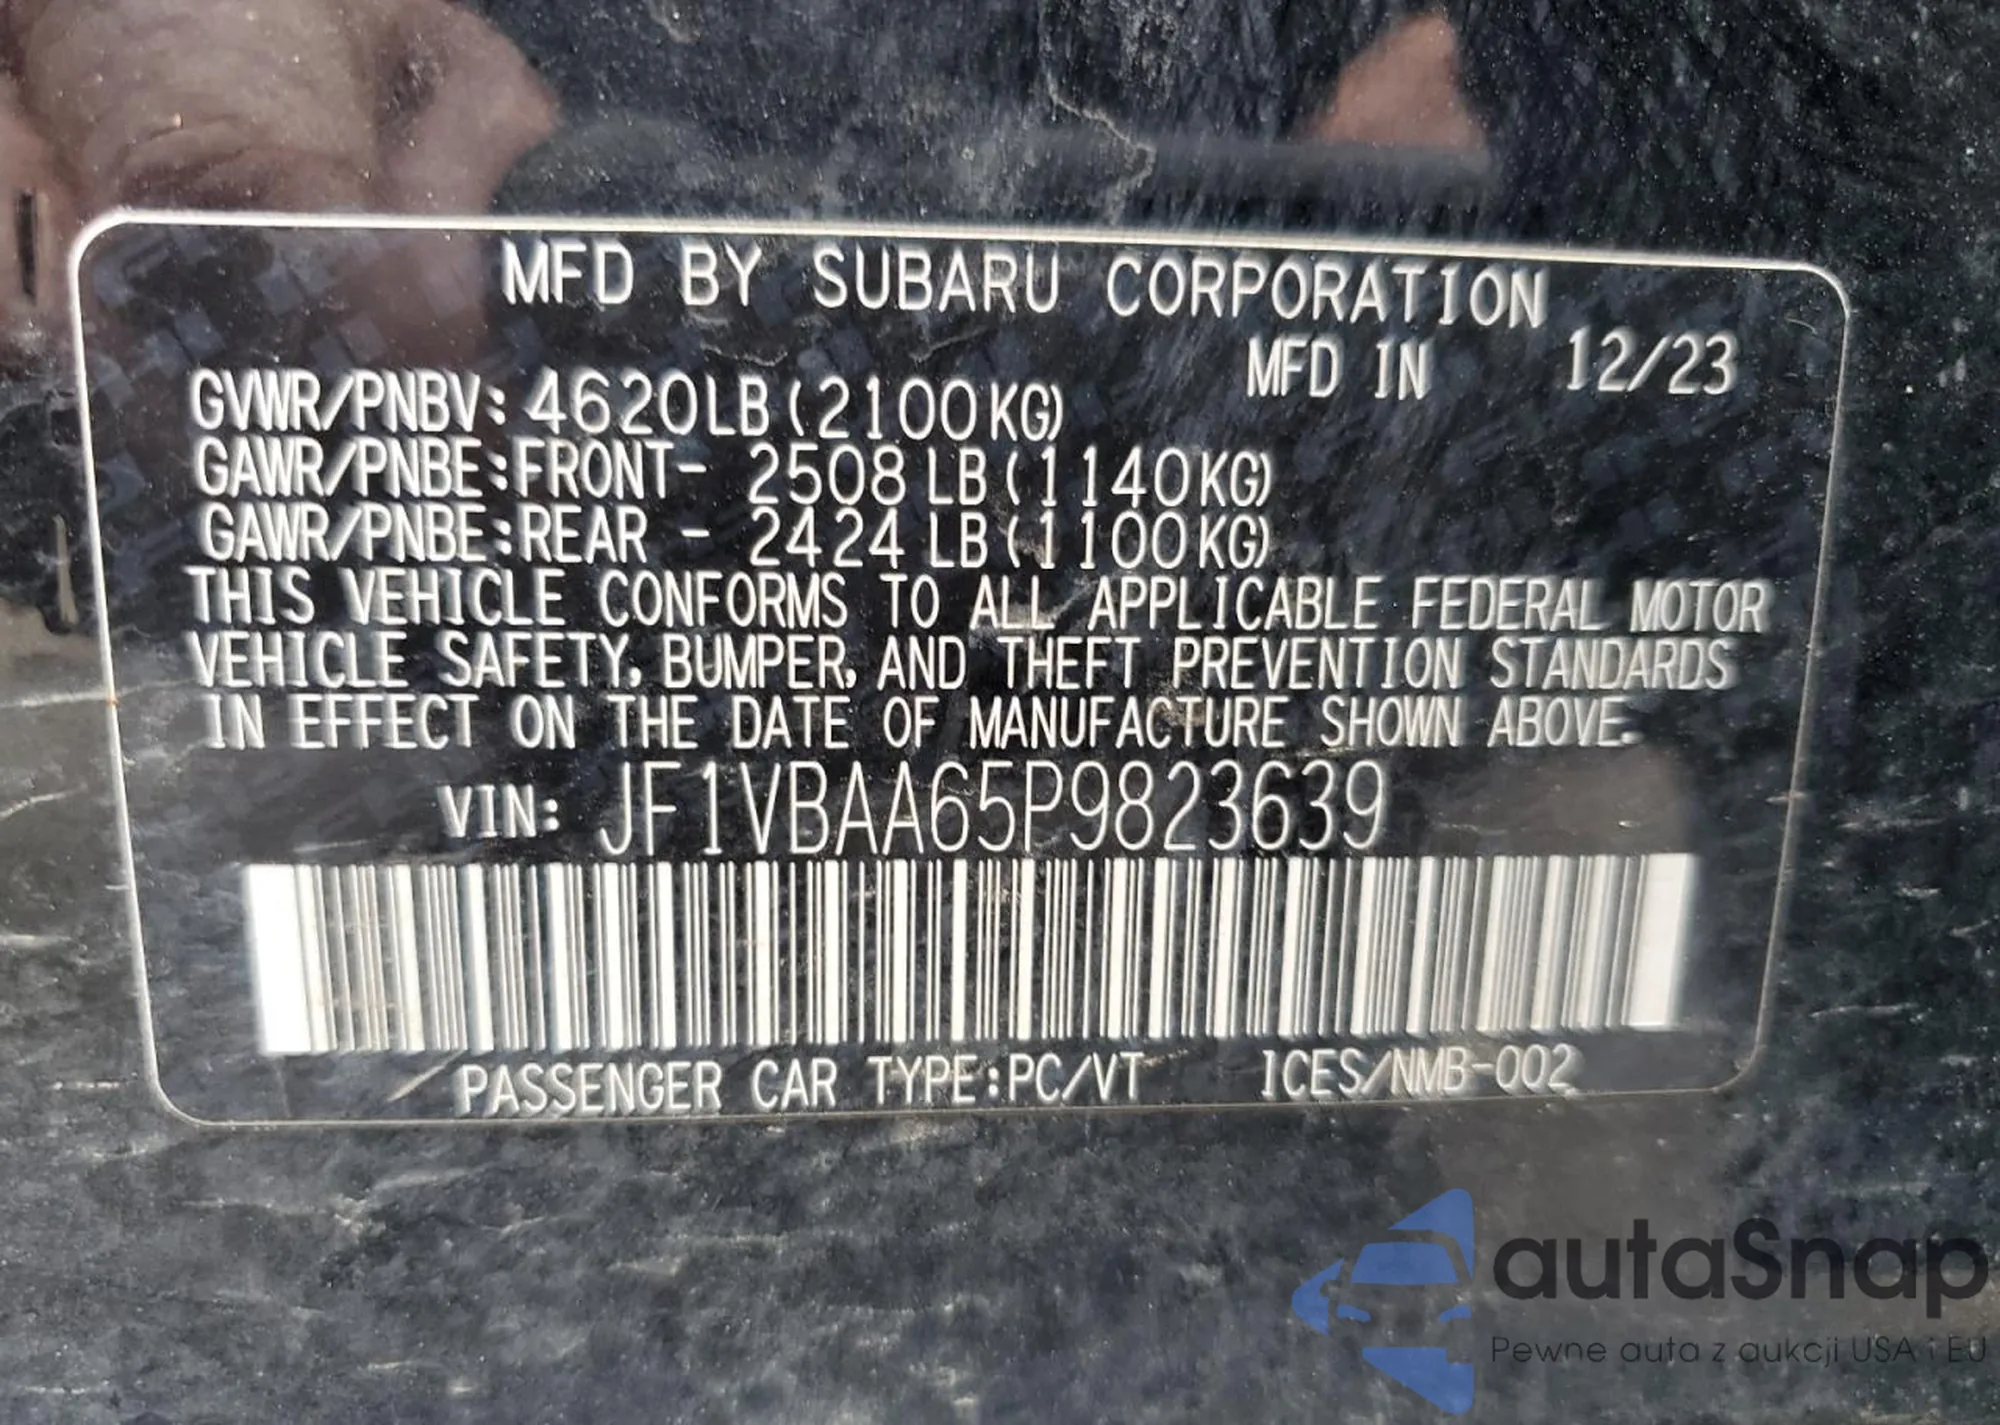 MFD BY SUBARU CORPORATION
MFD IN 12/23
GVWR/PNBV: 4620LB (2100KG)
GAWR/PNBE:FRONT- 2508 LB (1140KG)
GAWR/PNBE:REAR - 2424 LB (1100KG)
THIS VEHICLE CONFORMS TO ALL APPLICABLE FEDERAL MOTOR
VEHICLE SAFETY, BUMPER, AND THEFT PREVENTION STANDARDS
IN EFFECT ON THE DATE OF MANUFACTURE SHOWN ABOVE.
VIN: JF1VBAA65P9823639
PASSENGER CAR TYPE:PC/VT ICES/NMB-002
autaSnap
Pewne auta z aukcji USA i EU